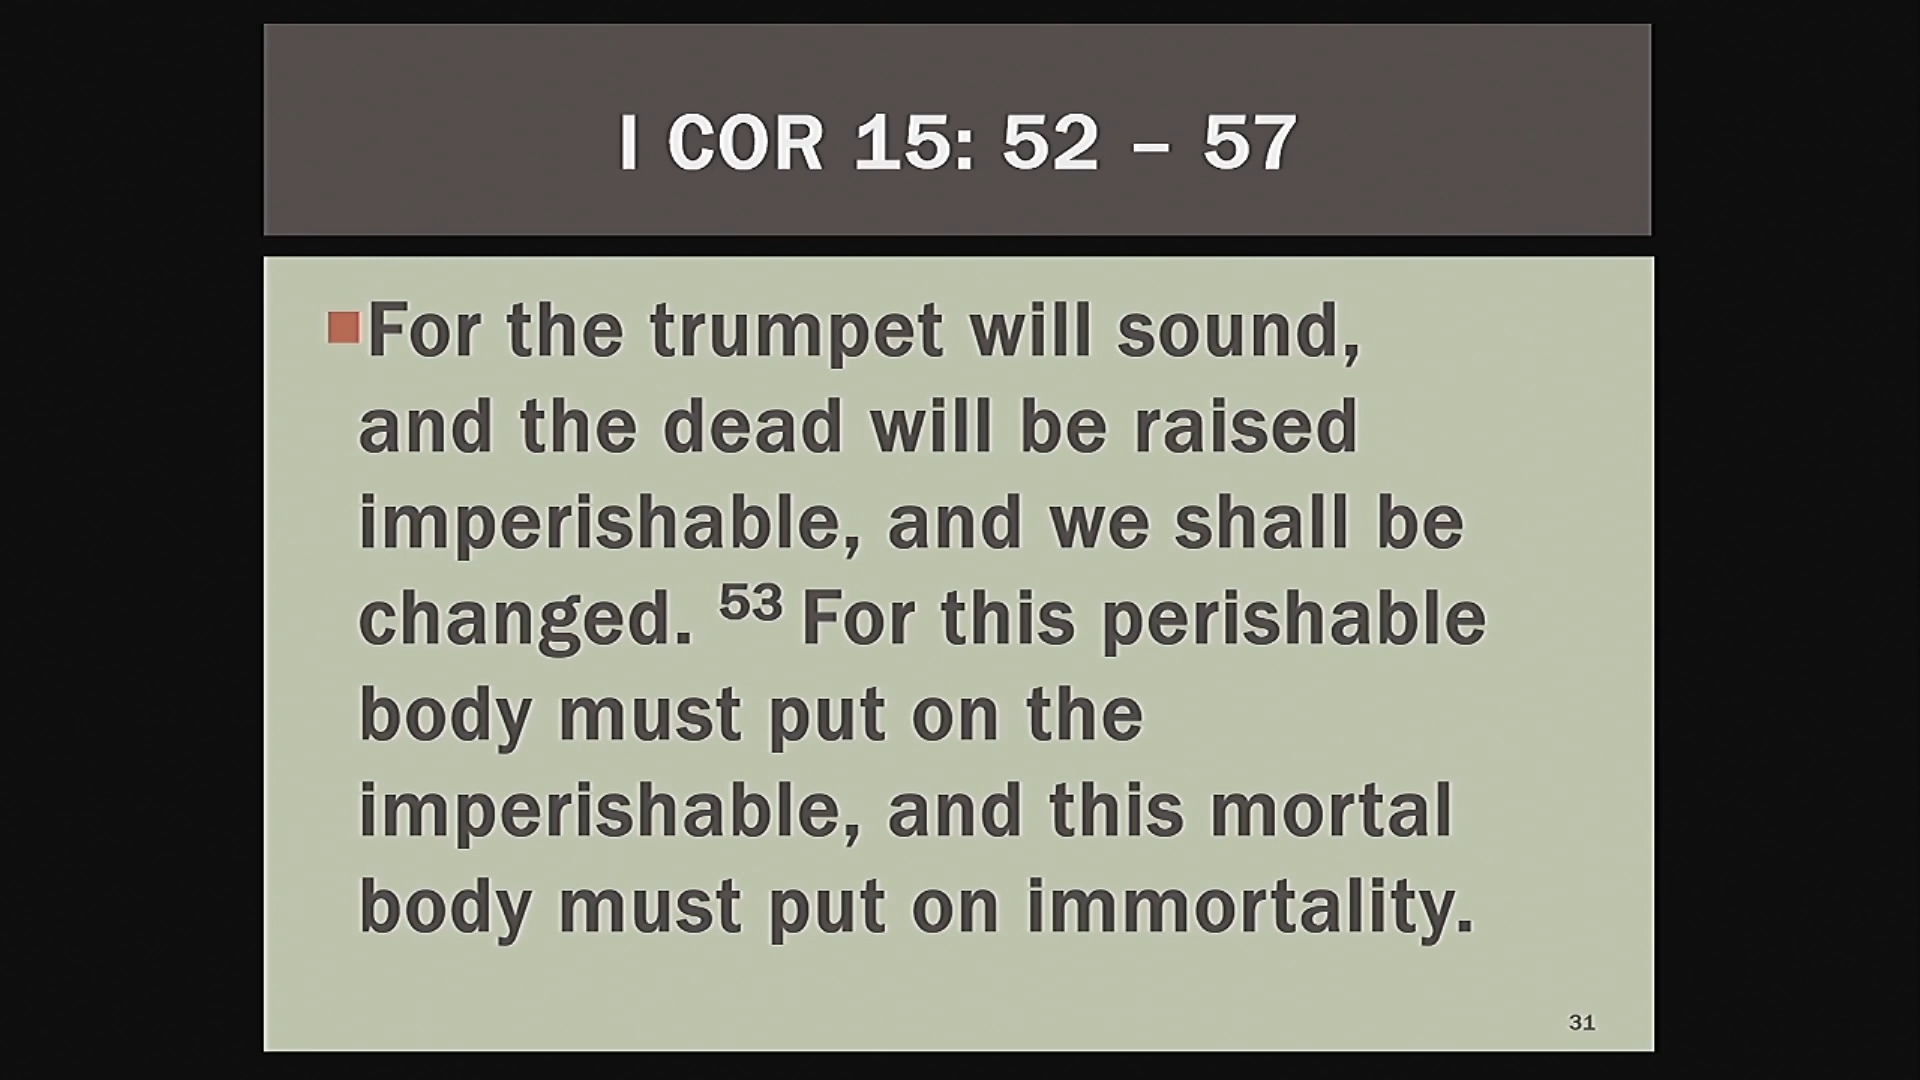 I COR 15: 52 – 57
For the trumpet will sound,
and the dead will be raised
imperishable, and we shall be
changed. 53 For this perishable
body must put on the
imperishable, and this mortal
body must put on immortality.
31